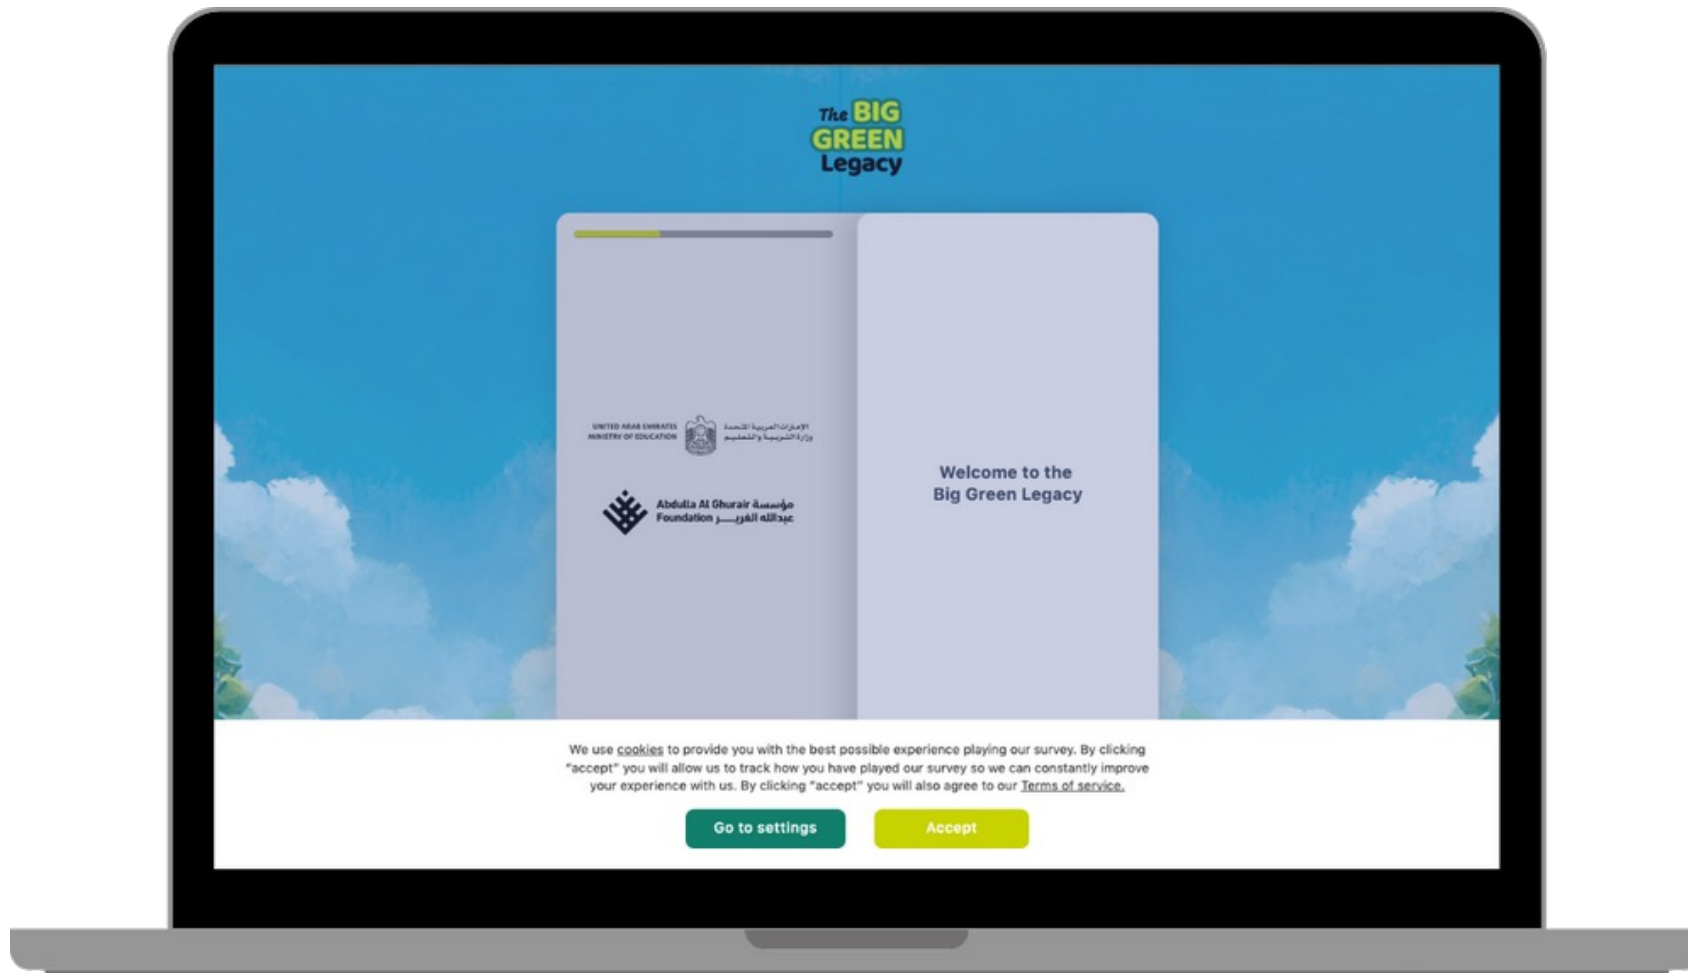 The BIG
GREEN
Legacy
UNITED ARAB EMIRATES
MINISTRY OF EDUCATION
الإمارات العربية المتحدة
وزارة التربية والتعليم
Abdulla Al Ghurair مؤسسة
Foundation عبدالله الغريــــر
Welcome to the
Big Green Legacy
We use cookies to provide you with the best possible experience playing our survey. By clicking
"accept" you will allow us to track how you have played our survey so we can constantly improve
your experience with us. By clicking "accept" you will also agree to our Terms of service.
Go to settings
Accept